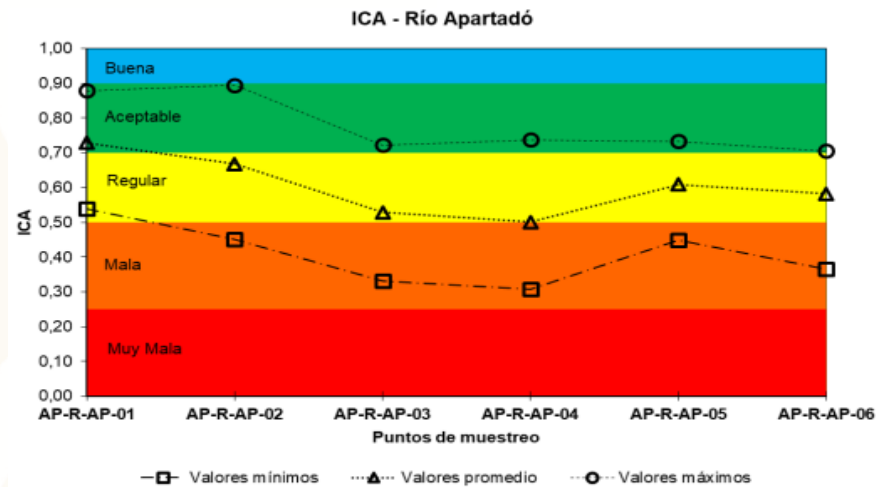 ICA - Río Apartadó
1,00
0,90
0,80
0,70
0,60
0,50
0,40
0,30
0,20
0,10
0,00
ICA
Buena
Aceptable
Regular
Mala
Muy Mala
AP-R-AP-01 AP-R-AP-02 AP-R-AP-03 AP-R-AP-04 AP-R-AP-05 AP-R-AP-06
Puntos de muestreo
Valores mínimos Valores promedio Valores máximos